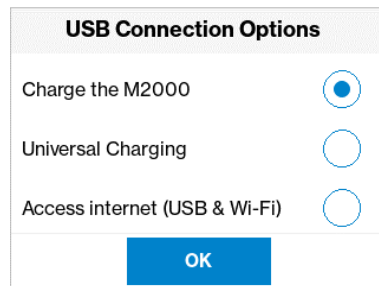 USB Connection Options
Charge the M2000
Universal Charging
Access internet (USB & Wi-Fi)
OK